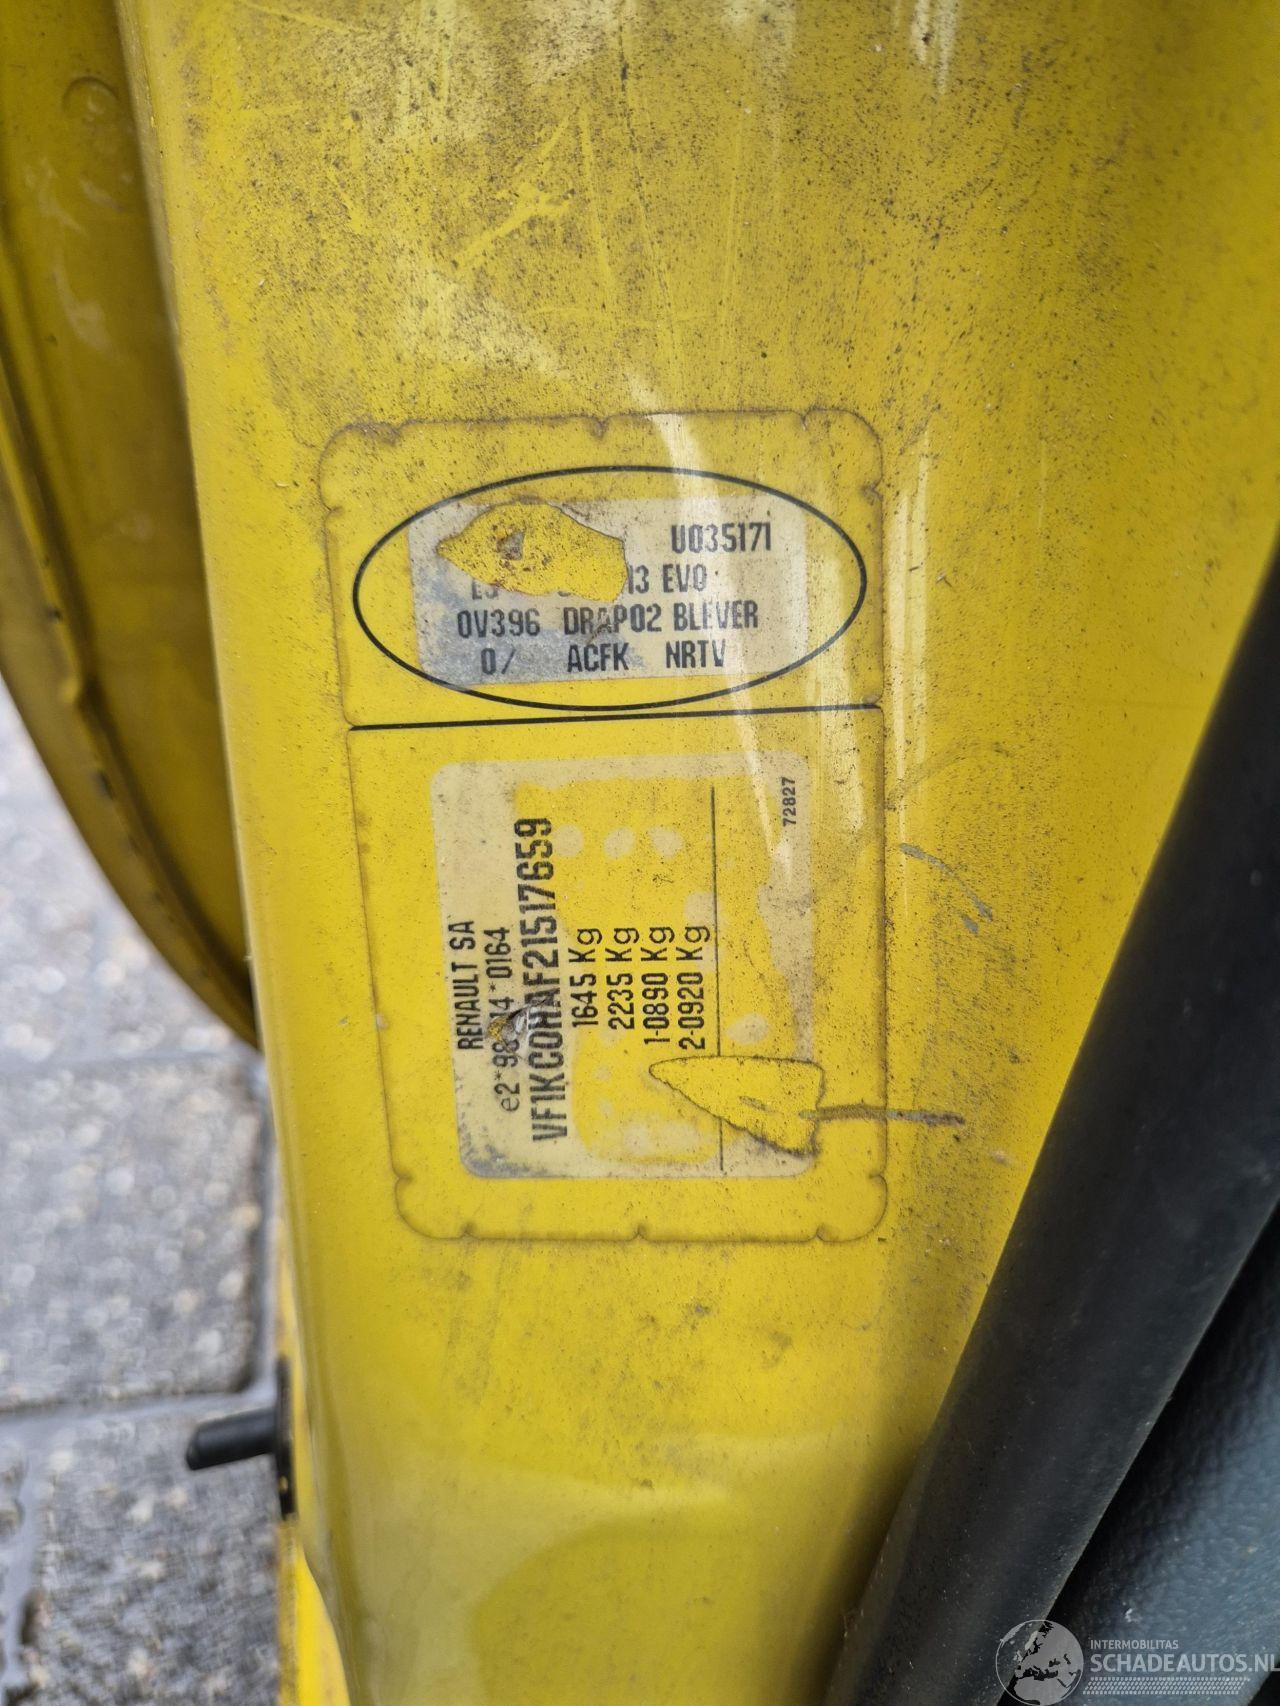 U035171
13 EVO
0V396 DRAP02 BLEVER
0/ ACFK NRTV
RENAULT SA
VF1KC0HAF21517659
1645 Kg
2235 Kg
1-0890 Kg
2-0920 Kg
72827
INTERMOBILITAS
SCHADEAUTOS.NL